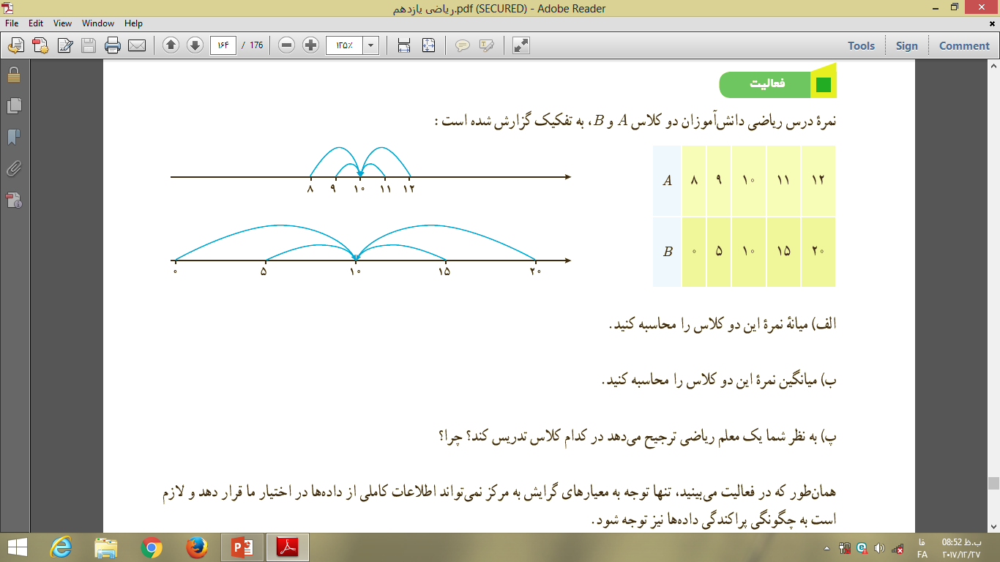 ریاضی یازدهم.pdf (SECURED) - Adobe Reader
File Edit View Window Help
۱۶۴ / 176 ۱۲۵٪ Tools Sign Comment
فعالیت
نمرهٔ درس ریاضی دانش‌آموزان دو کلاس A و B، به تفکیک گزارش شده است :
A ۸ ۹ ۱۰ ۱۱ ۱۲
B ۰ ۵ ۱۰ ۱۵ ۲۰
۸ ۹ ۱۰ ۱۱ ۱۲
۰ ۵ ۱۰ ۱۵ ۲۰
الف) میانهٔ نمرهٔ این دو کلاس را محاسبه کنید.
ب) میانگین نمرهٔ این دو کلاس را محاسبه کنید.
پ) به نظر شما یک معلم ریاضی ترجیح می‌دهد در کدام کلاس تدریس کند؟ چرا؟
همان‌طور که در فعالیت می‌بینید، تنها توجه به معیارهای گرایش به مرکز نمی‌تواند اطلاعات کاملی از داده‌ها در اختیار ما قرار دهد و لازم
است به چگونگی پراکندگی داده‌ها نیز توجه شود.
فا ب.ظ 08:52
FA ۲۰۱۷/۱۲/۲۷